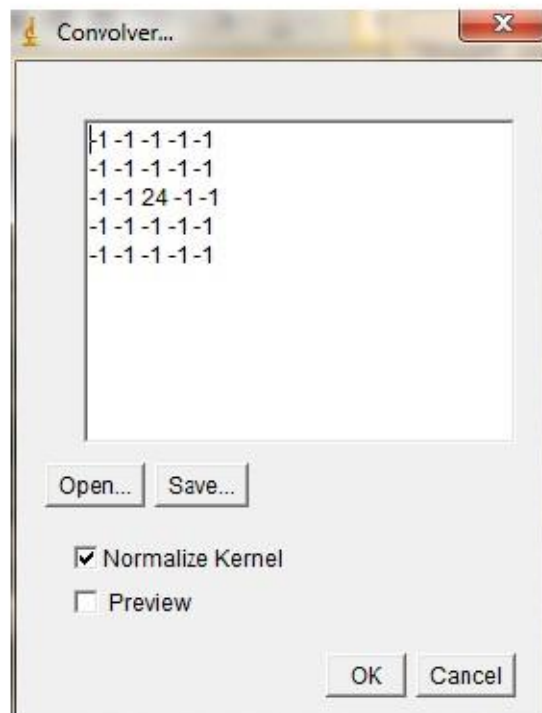 Convolver...
X
-1 -1 -1 -1 -1
-1 -1 -1 -1 -1
-1 -1 24 -1 -1
-1 -1 -1 -1 -1
-1 -1 -1 -1 -1
Open... Save...
Normalize Kernel
Preview
OK Cancel